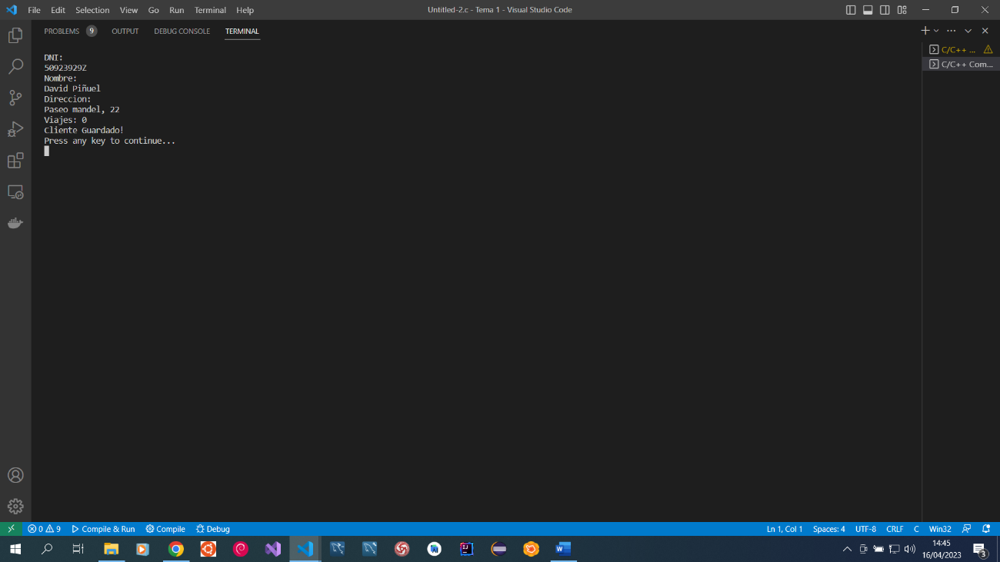 File Edit Selection View Go Run Terminal Help
Untitled-2.c - Tema 1 - Visual Studio Code
PROBLEMS 9 OUTPUT DEBUG CONSOLE TERMINAL
DNI:
50923929Z
Nombre:
David Piñuel
Direccion:
Paseo mandel, 22
Viajes: 0
Cliente Guardado!
Press any key to continue...
C/C++ ...
C/C++ Com...
0 9 Compile & Run Compile Debug
Ln 1, Col 1 Spaces: 4 UTF-8 CRLF C Win32
14:45
16/04/2023
3